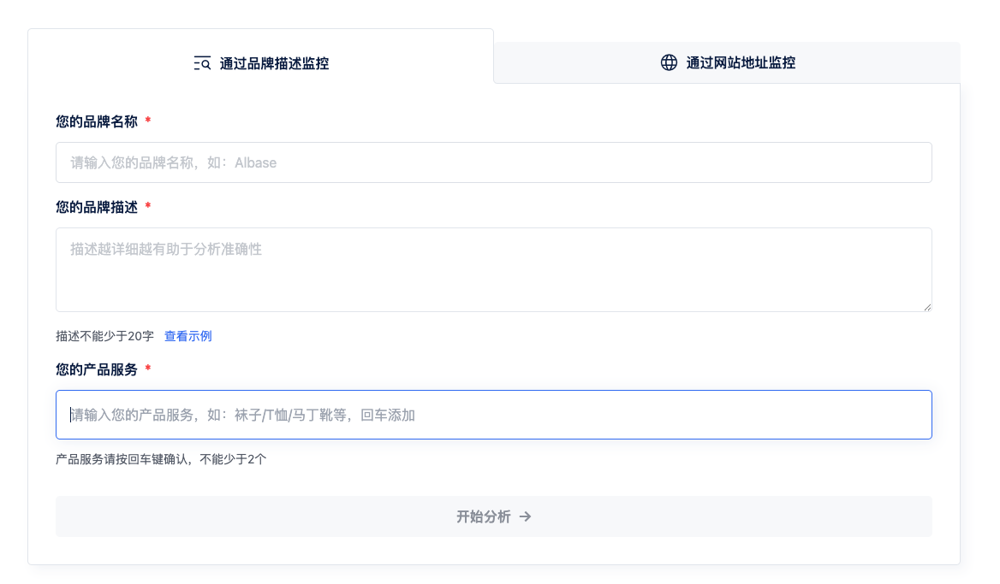 通过品牌描述监控
通过网站地址监控
您的品牌名称 *
请输入您的品牌名称，如：AIbase
您的品牌描述 *
描述越详细越有助于分析准确性
描述不能少于20字 查看示例
您的产品服务 *
请输入您的产品服务，如：袜子/T恤/马丁靴等，回车添加
产品服务请按回车键确认，不能少于2个
开始分析 →